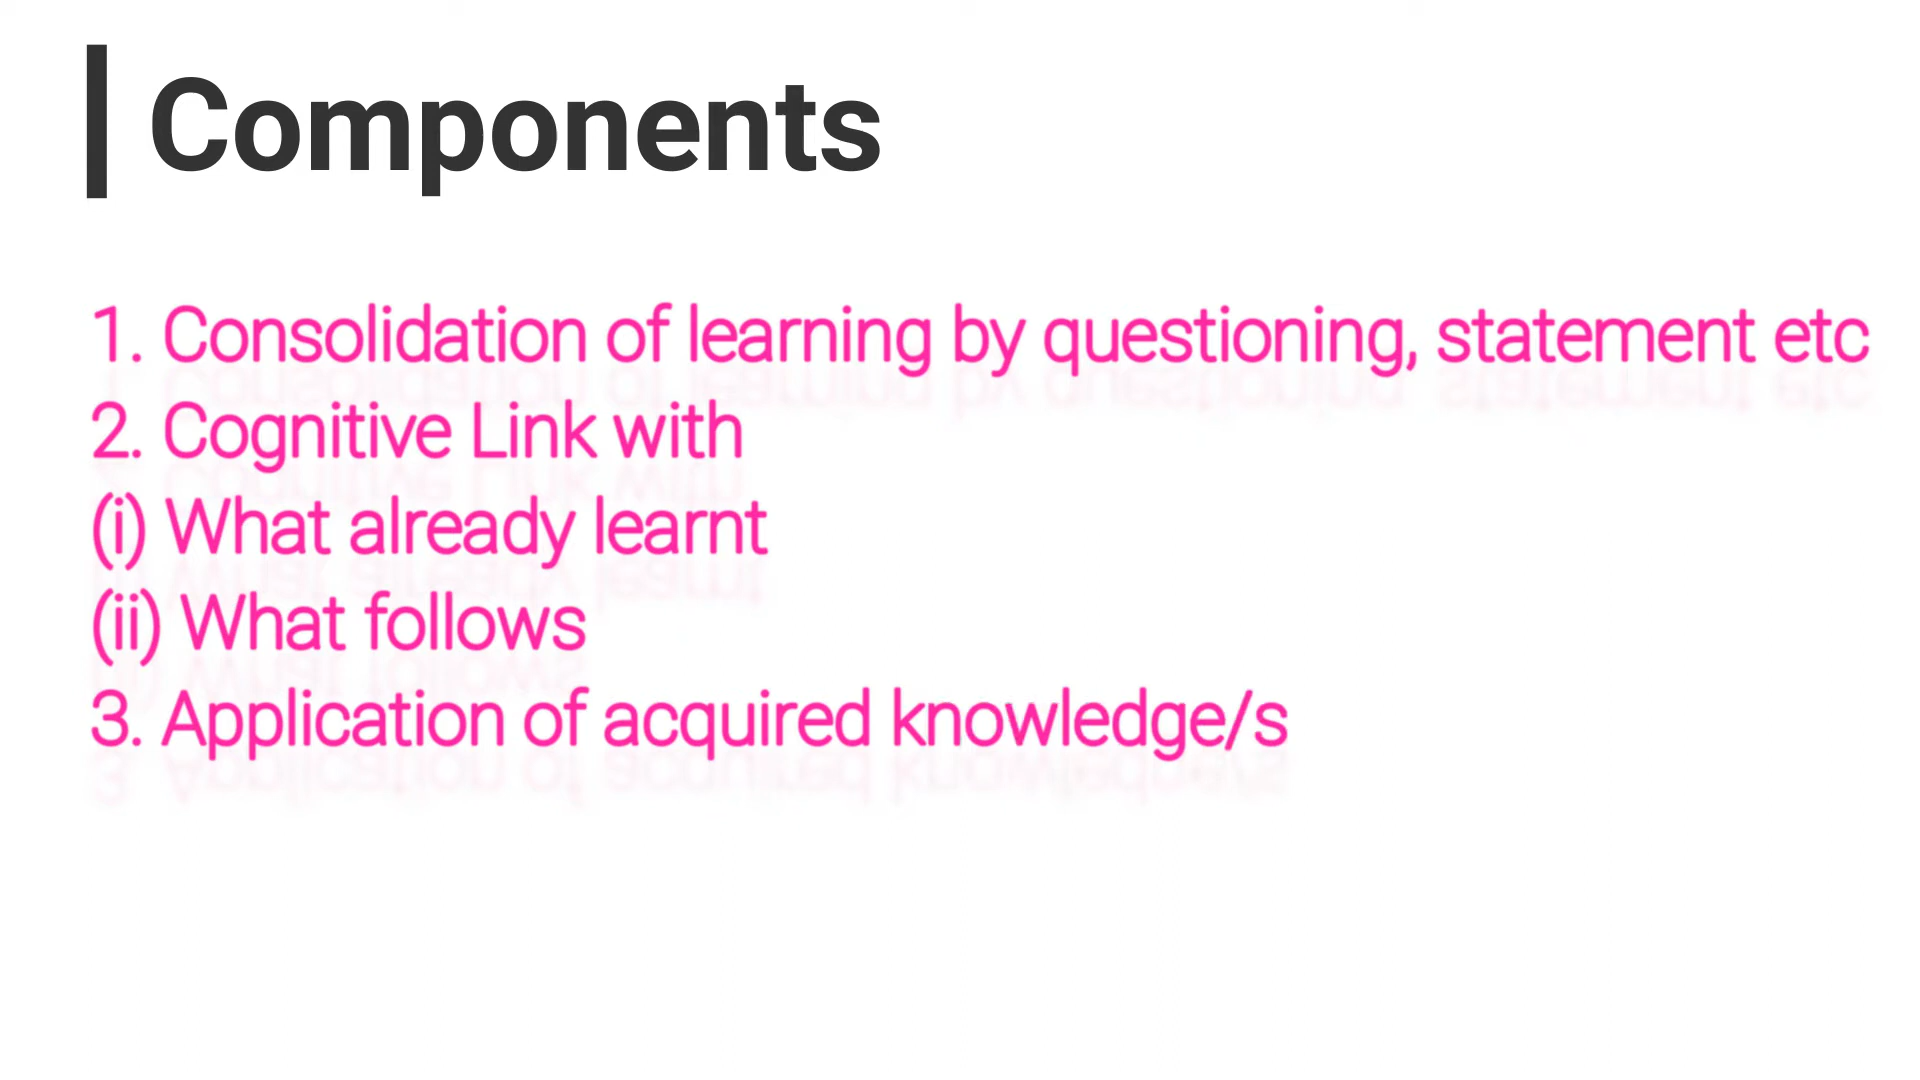 Components
1. Consolidation of learning by questioning, statement etc
2. Cognitive Link with
(i) What already learnt
(ii) What follows
3. Application of acquired knowledge/s